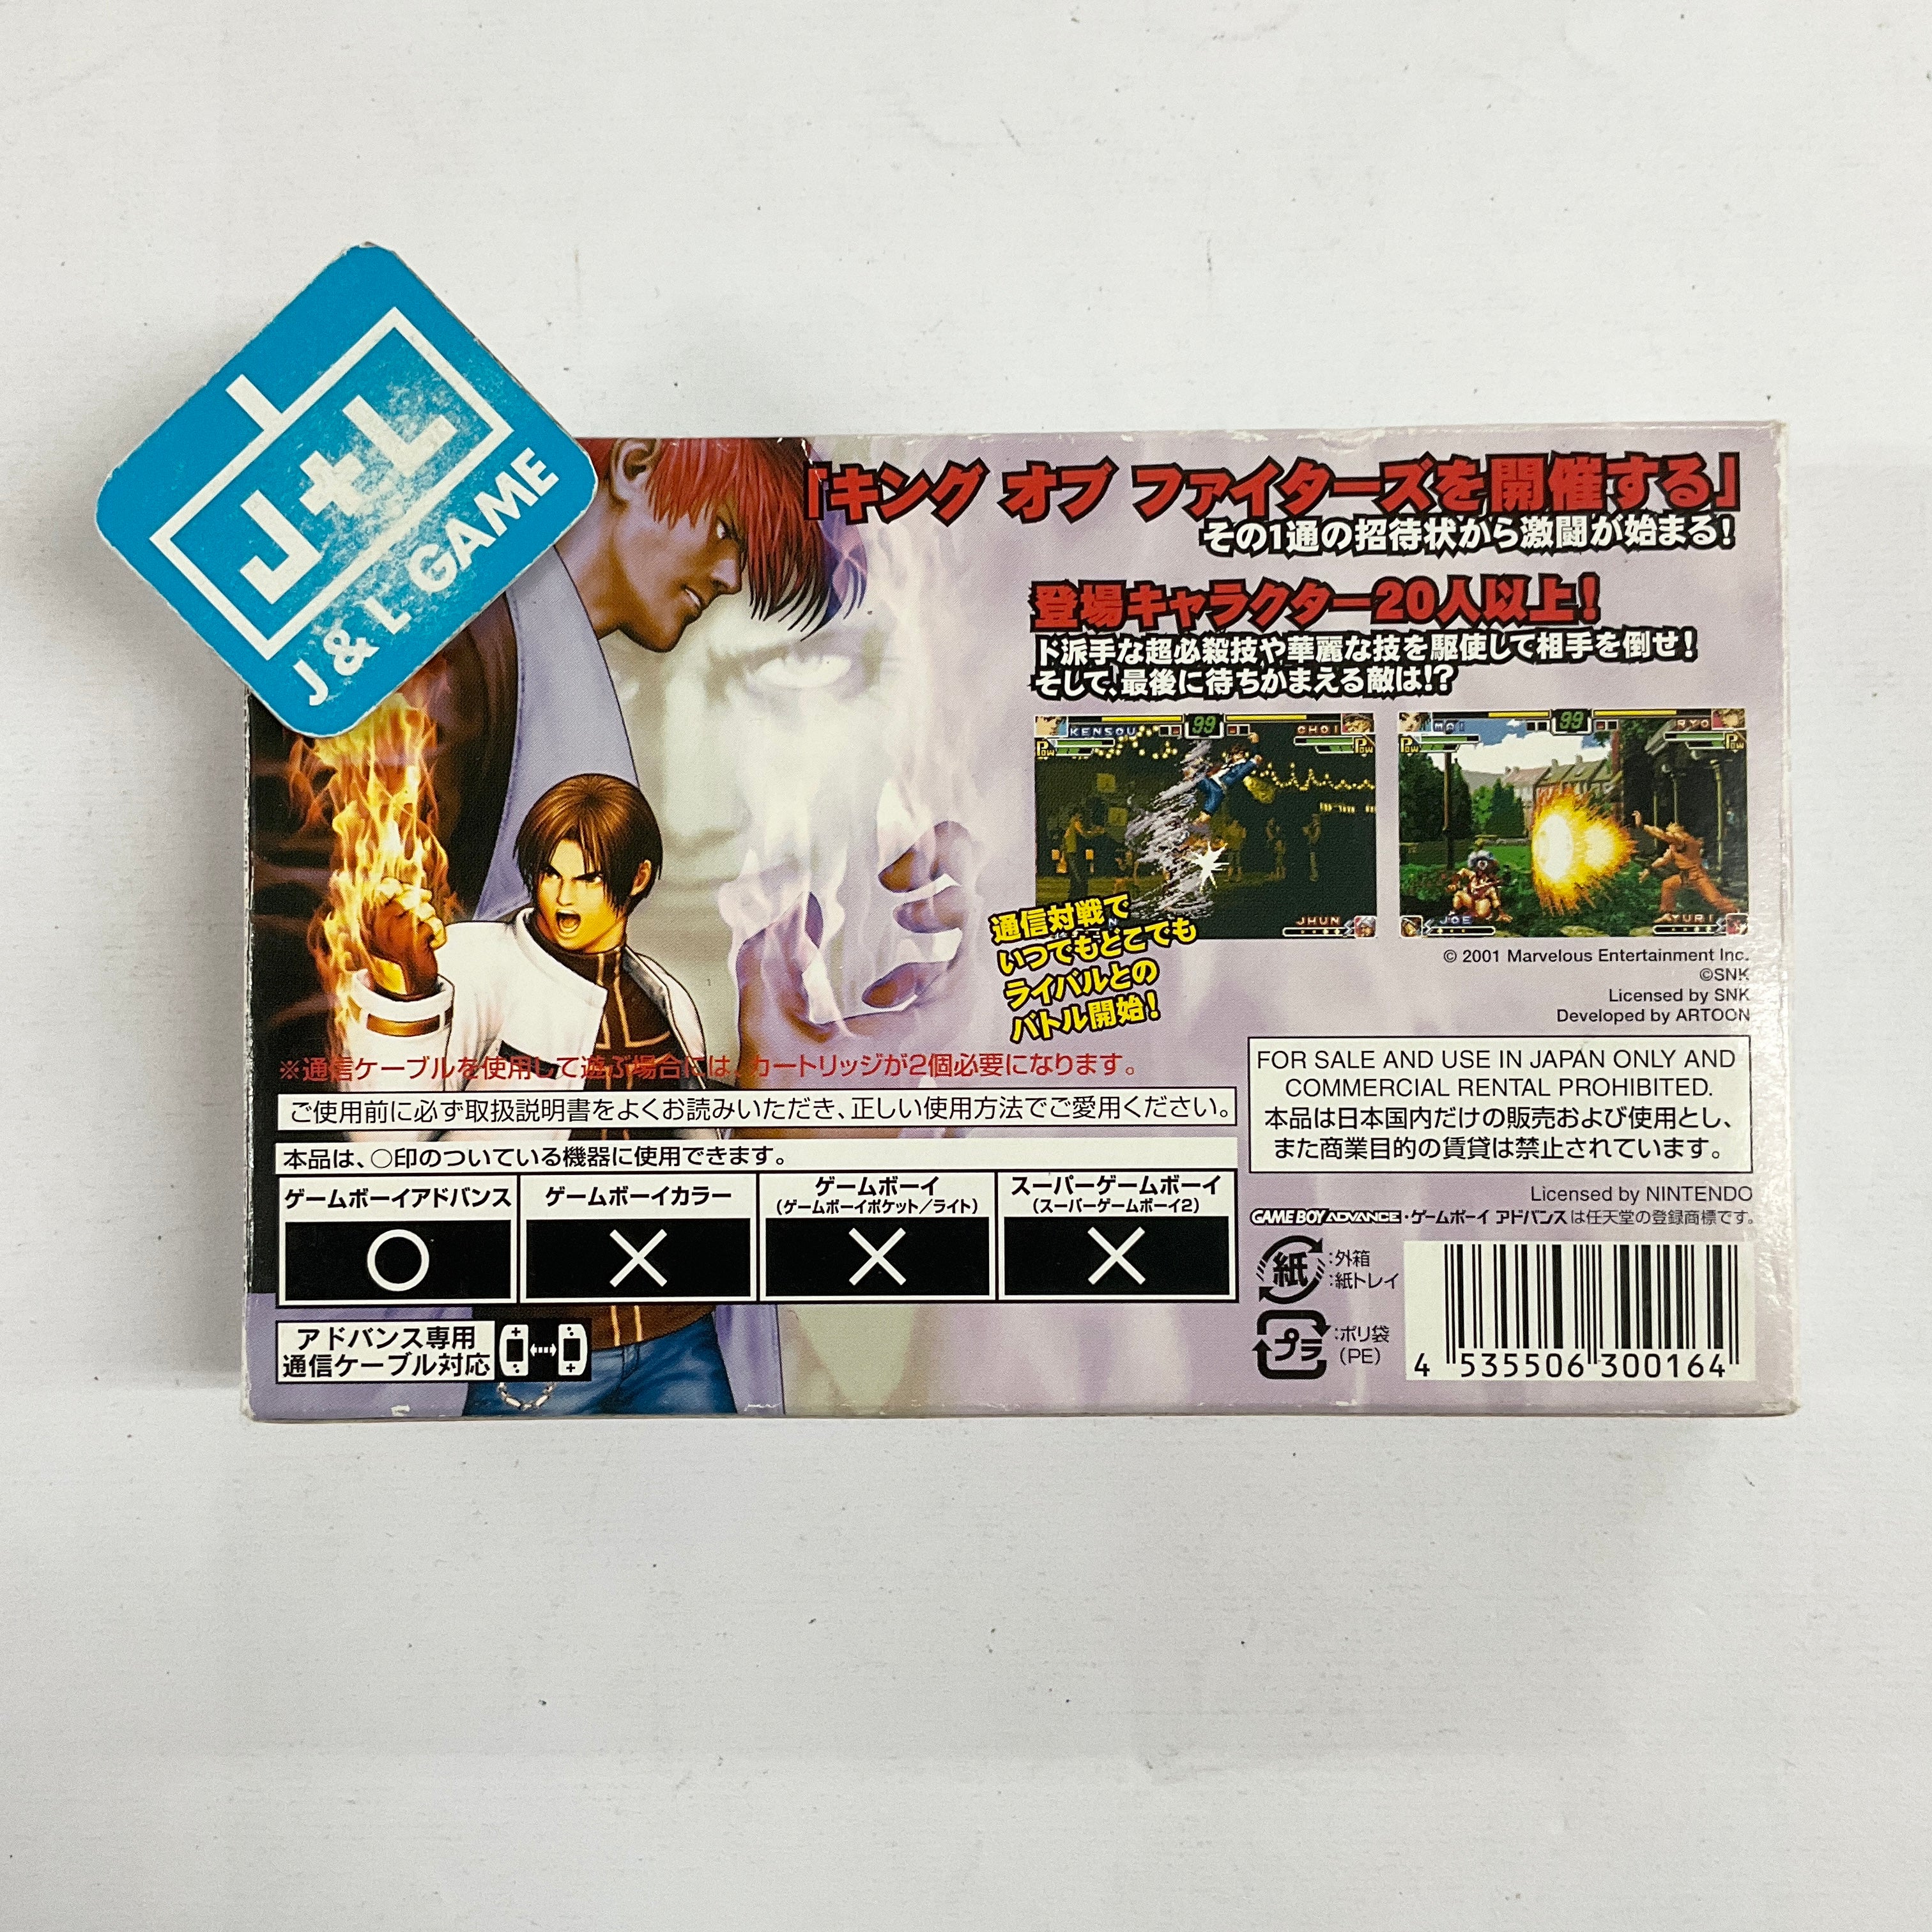 J+L
J & L GAME
「キング オブ ファイターズを開催する」
その1通の招待状から激闘が始まる!
登場キャラクター20人以上!
ド派手な超必殺技や華麗な技を駆使して相手を倒せ!
そして、最後に待ちかまえる敵は!?
KENSOU 99 CHOI
POW POW
JHUN
MAI 99 RYO
POW POW
JOE YURI
通信対戦で
いつでもどこでも
ライバルとの
バトル開始!
© 2001 Marvelous Entertainment Inc.
©SNK
Licensed by SNK
Developed by ARTOON
※通信ケーブルを使用して遊ぶ場合には、カートリッジが2個必要になります。
ご使用前に必ず取扱説明書をよくお読みいただき、正しい使用方法でご愛用ください。
本品は、○印のついている機器に使用できます。
ゲームボーイアドバンス ゲームボーイカラー ゲームボーイ スーパーゲームボーイ
(ゲームボーイポケット/ライト) (スーパーゲームボーイ2)
○ × × ×
アドバンス専用
通信ケーブル対応
FOR SALE AND USE IN JAPAN ONLY AND
COMMERCIAL RENTAL PROHIBITED.
本品は日本国内だけの販売および使用とし、
また商業目的の賃貸は禁止されています。
Licensed by NINTENDO
GAME BOY ADVANCE・ゲームボーイ アドバンスは任天堂の登録商標です。
紙 :外箱
:紙トレイ
プラ :ポリ袋
(PE)
4 535506 300164